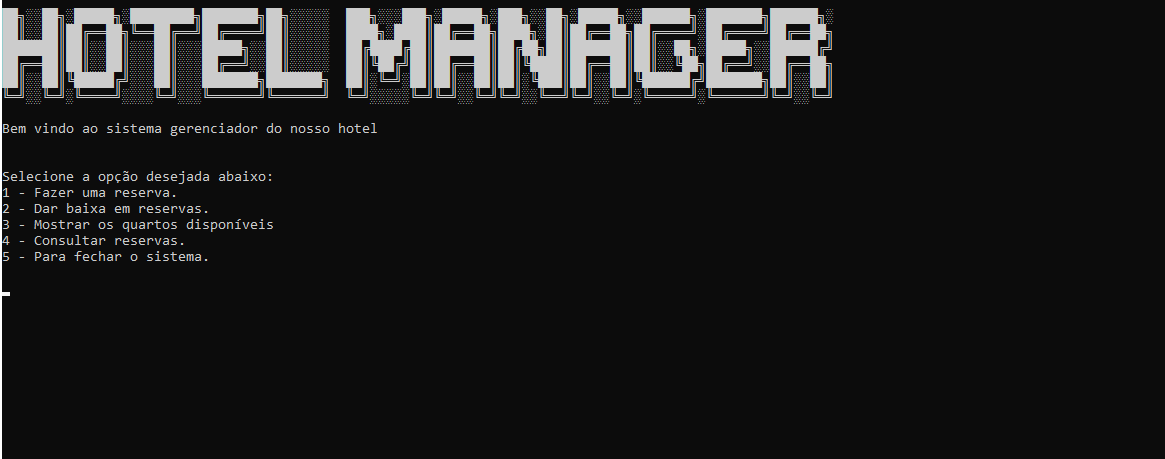 HOTEL MANAGER
Bem vindo ao sistema gerenciador do nosso hotel
Selecione a opção desejada abaixo:
1 - Fazer uma reserva.
2 - Dar baixa em reservas.
3 - Mostrar os quartos disponíveis
4 - Consultar reservas.
5 - Para fechar o sistema.